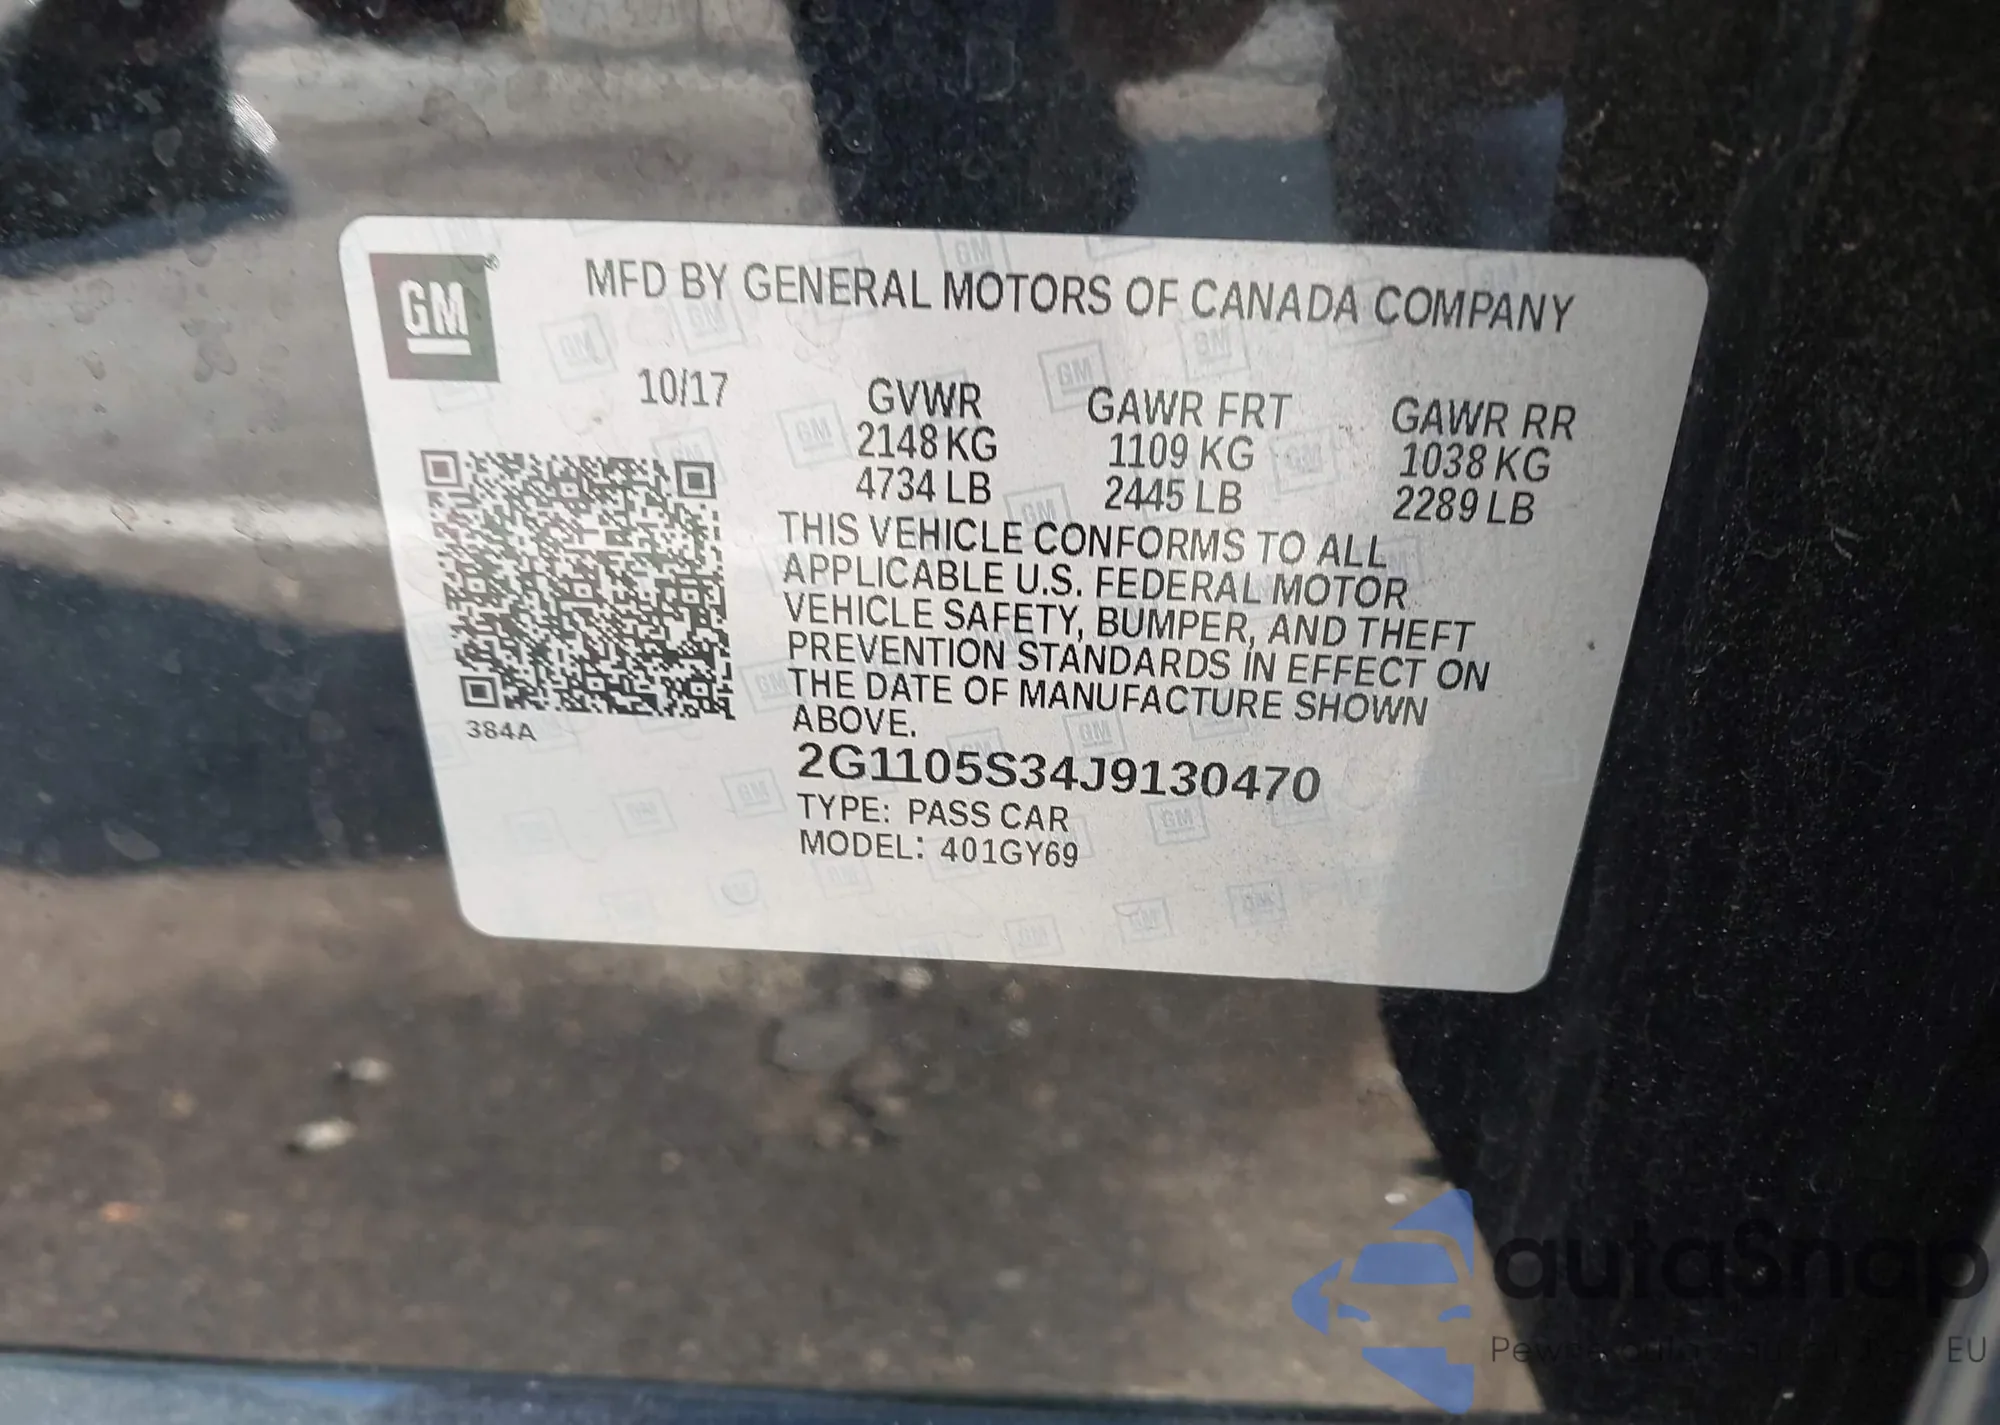 GM
MFD BY GENERAL MOTORS OF CANADA COMPANY
10/17
GVWR GAWR FRT GAWR RR
2148 KG 1109 KG 1038 KG
4734 LB 2445 LB 2289 LB
THIS VEHICLE CONFORMS TO ALL
APPLICABLE U.S. FEDERAL MOTOR
VEHICLE SAFETY, BUMPER, AND THEFT
PREVENTION STANDARDS IN EFFECT ON
THE DATE OF MANUFACTURE SHOWN
ABOVE.
384A
2G1105S34J9130470
TYPE: PASS CAR
MODEL: 401GY69
autaSnap
EU